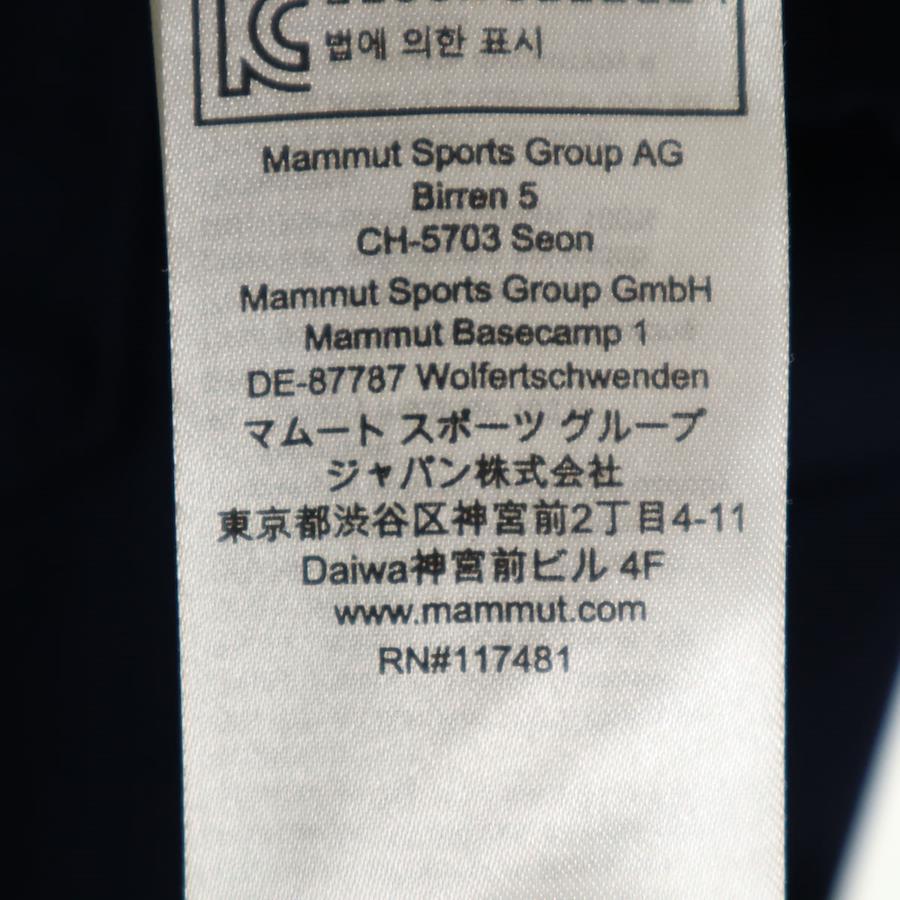 법에 의한 표시
Mammut Sports Group AG
Birren 5
CH-5703 Seon
Mammut Sports Group GmbH
Mammut Basecamp 1
DE-87787 Wolfertschwenden
マムート スポーツ グループ
ジャパン株式会社
東京都渋谷区神宮前2丁目4-11
Daiwa神宮前ビル 4F
www.mammut.com
RN#117481